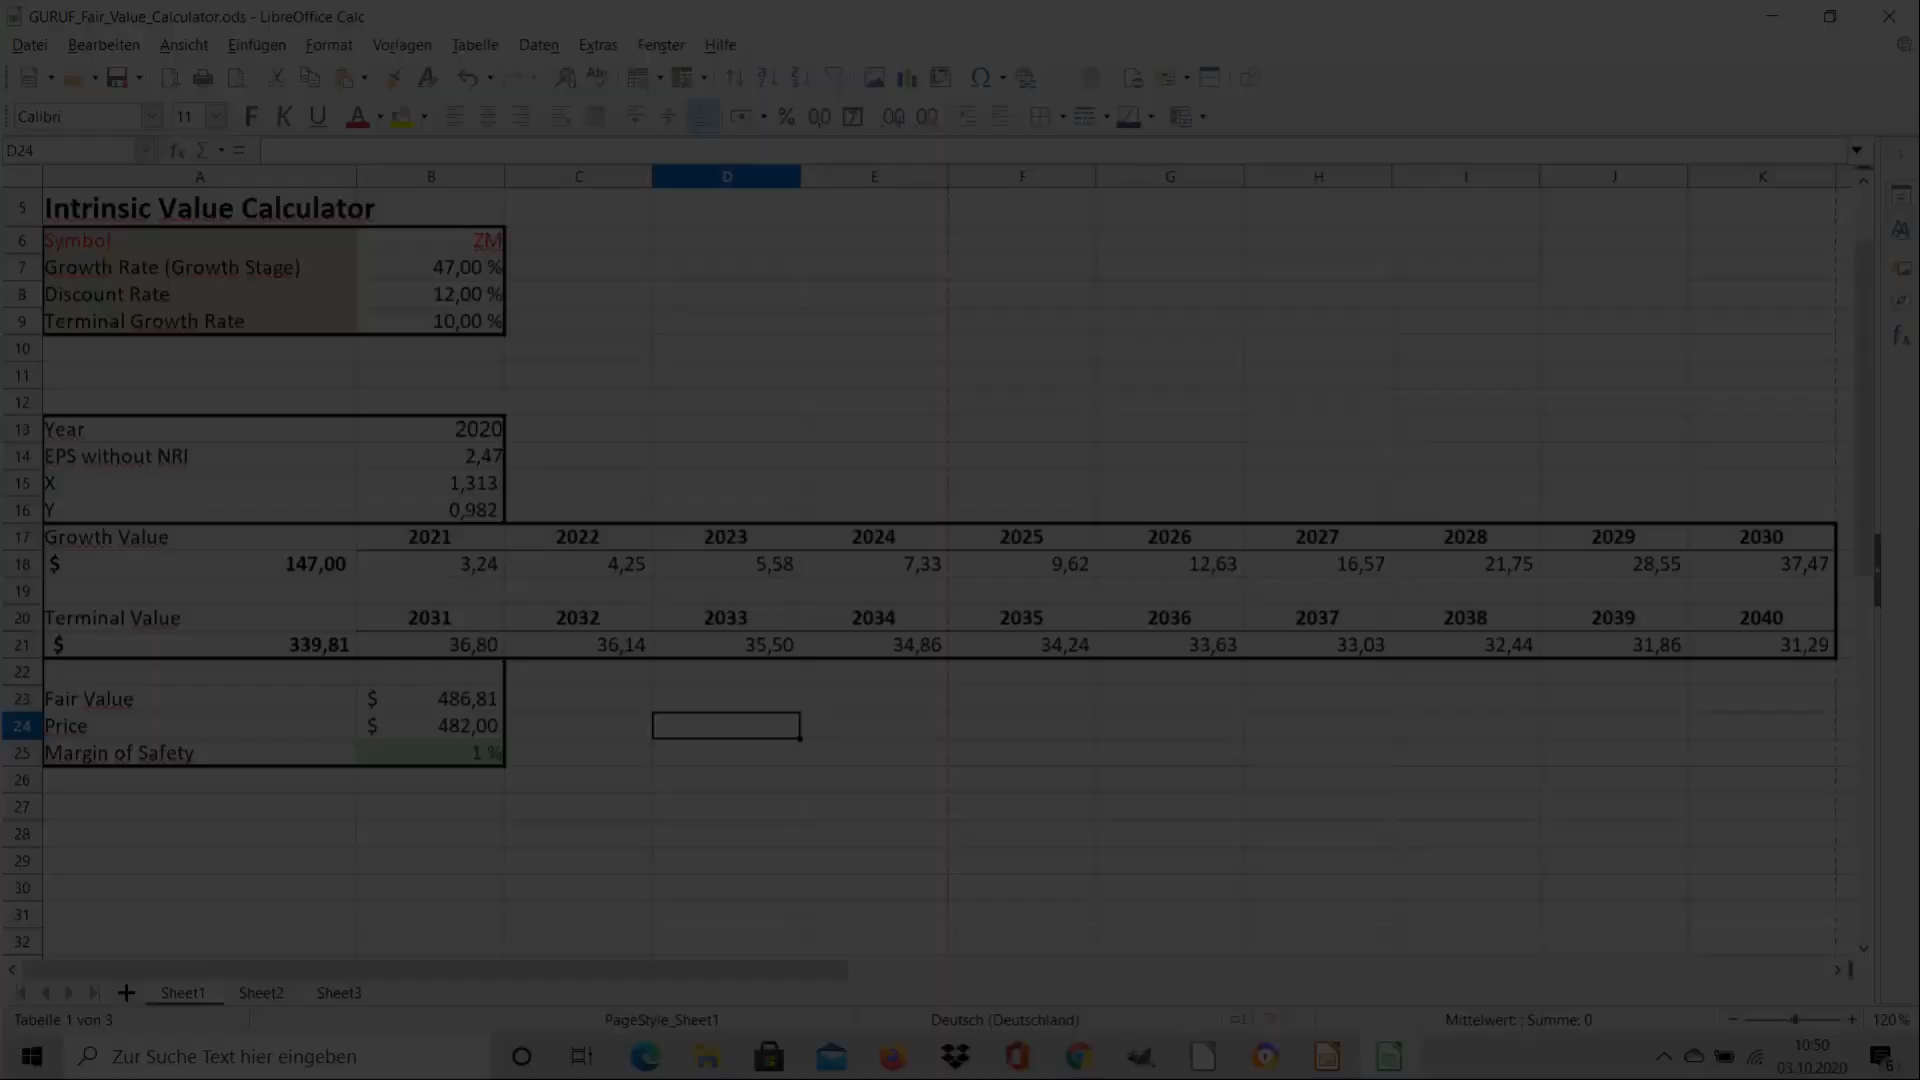 GURUF_Fair_Value_Calculator.ods - LibreOffice Calc
Datei Bearbeiten Ansicht Einfügen Format Vorlagen Tabelle Daten Extras Fenster Hilfe
Calibri 11 F K U A % 0,0 7 ,00 00
D24 fx Σ =
A B C D E F G H I J K
5 Intrinsic Value Calculator
6 Symbol ZM
7 Growth Rate (Growth Stage) 47,00 %
8 Discount Rate 12,00 %
9 Terminal Growth Rate 10,00 %
10
11
12
13 Year 2020
14 EPS without NRI 2,47
15 X 1,313
16 Y 0,982
17 Growth Value 2021 2022 2023 2024 2025 2026 2027 2028 2029 2030
18 $ 147,00 3,24 4,25 5,58 7,33 9,62 12,63 16,57 21,75 28,55 37,47
19
20 Terminal Value 2031 2032 2033 2034 2035 2036 2037 2038 2039 2040
21 $ 339,81 36,80 36,14 35,50 34,86 34,24 33,63 33,03 32,44 31,86 31,29
22
23 Fair Value $ 486,81
24 Price $ 482,00
25 Margin of Safety 1 %
26
27
28
29
30
31
32
Sheet1 Sheet2 Sheet3
Tabelle 1 von 3 PageStyle_Sheet1 Deutsch (Deutschland) Mittelwert: ; Summe: 0 120%
Zur Suche Text hier eingeben
10:50
03.10.2020